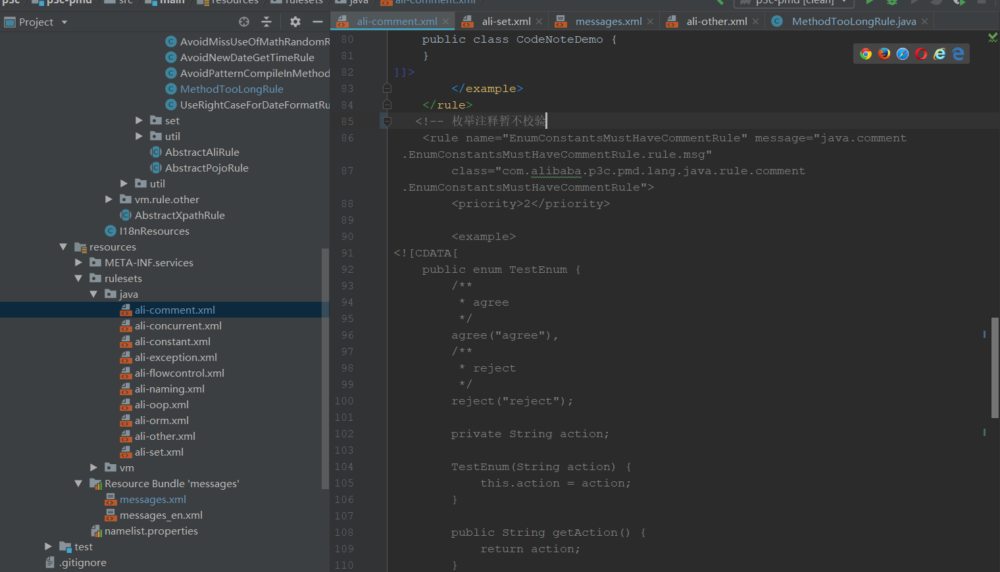 p3c p3c-pmd src main resources rulesets java ali-comment.xml p3c-pmd [clean]
Project
ali-comment.xml
ali-set.xml
messages.xml
ali-other.xml
MethodTooLongRule.java
AvoidMissUseOfMathRandomR
AvoidNewDateGetTimeRule
AvoidPatternCompileInMethod
MethodTooLongRule
UseRightCaseForDateFormatRu
set
util
AbstractAliRule
AbstractPojoRule
util
vm.rule.other
AbstractXpathRule
I18nResources
resources
META-INF.services
rulesets
java
ali-comment.xml
ali-concurrent.xml
ali-constant.xml
ali-exception.xml
ali-flowcontrol.xml
ali-naming.xml
ali-oop.xml
ali-orm.xml
ali-other.xml
ali-set.xml
vm
Resource Bundle 'messages'
messages.xml
messages_en.xml
namelist.properties
test
.gitignore
80 public class CodeNoteDemo {
81 }
82 ]]>
83 </example>
84 </rule>
85 <!-- 枚举注释暂不校验
86 <rule name="EnumConstantsMustHaveCommentRule" message="java.comment
.EnumConstantsMustHaveCommentRule.rule.msg"
87 class="com.alibaba.p3c.pmd.lang.java.rule.comment
.EnumConstantsMustHaveCommentRule">
88 <priority>2</priority>
89
90 <example>
91 <![CDATA[
92 public enum TestEnum {
93 /**
94 * agree
95 */
96 agree("agree"),
97 /**
98 * reject
99 */
100 reject("reject");
101
102 private String action;
103
104 TestEnum(String action) {
105 this.action = action;
106 }
107
108 public String getAction() {
109 return action;
110 }